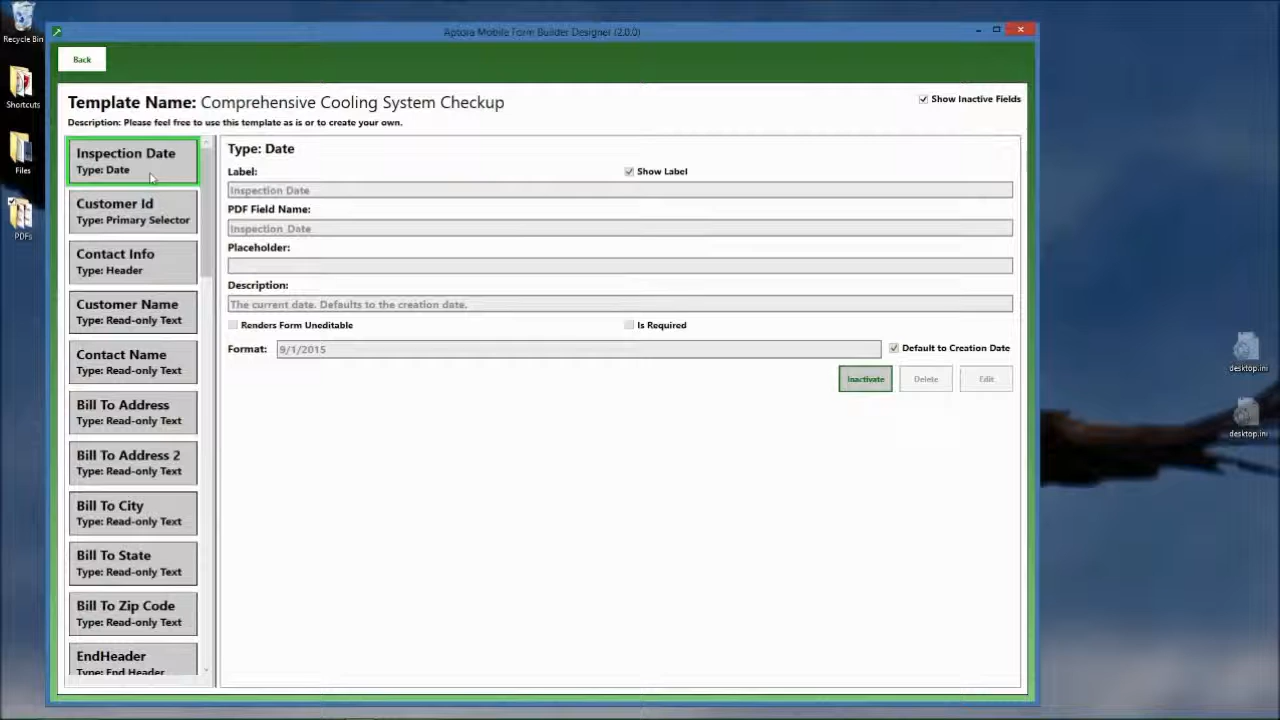 Aptora Mobile Form Builder Designer (2.0.0)
Recycle Bin
Shortcuts
Files
PDFs
Back
Template Name: Comprehensive Cooling System Checkup
Show Inactive Fields
Description: Please feel free to use this template as is or to create your own.
Inspection Date
Type: Date
Customer Id
Type: Primary Selector
Contact Info
Type: Header
Customer Name
Type: Read-only Text
Contact Name
Type: Read-only Text
Bill To Address
Type: Read-only Text
Bill To Address 2
Type: Read-only Text
Bill To City
Type: Read-only Text
Bill To State
Type: Read-only Text
Bill To Zip Code
Type: Read-only Text
EndHeader
Type: End Header
Type: Date
Label:
Show Label
Inspection Date
PDF Field Name:
Inspection_Date
Placeholder:
Description:
The current date. Defaults to the creation date.
Renders Form Uneditable
Is Required
Format:
9/1/2015
Default to Creation Date
Inactivate
Delete
Edit
desktop.ini
desktop.ini